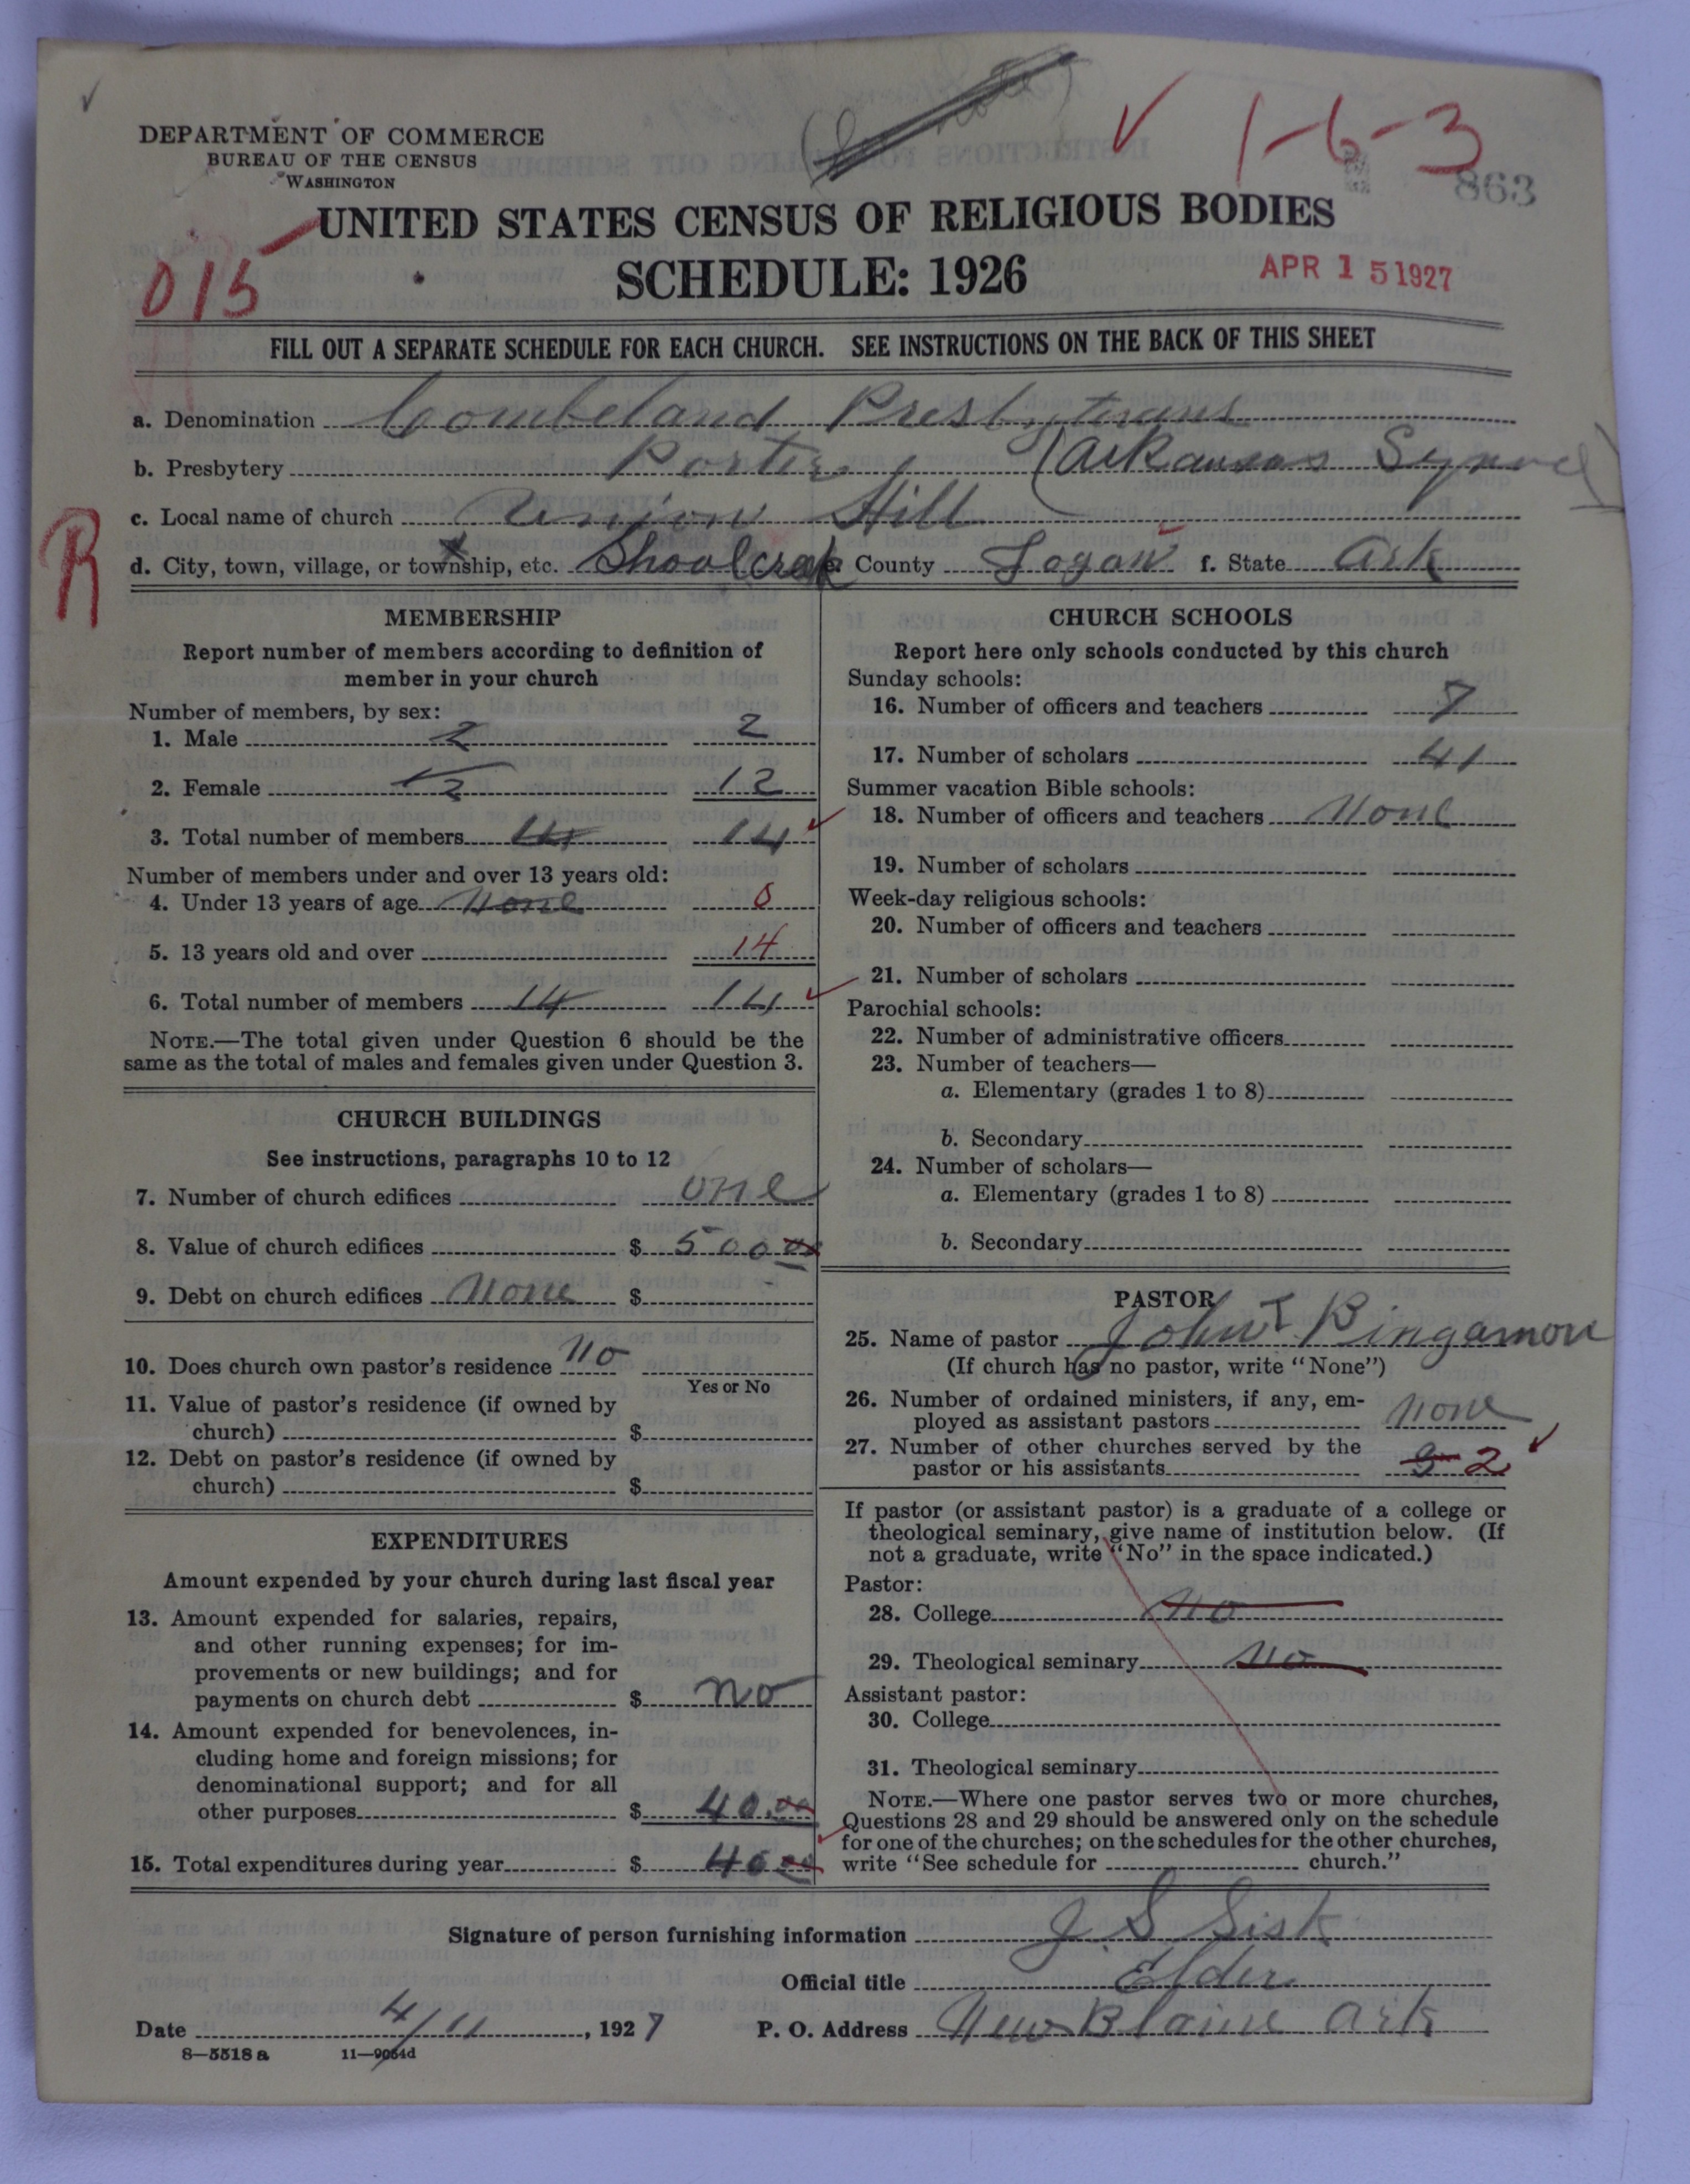 1-6-3
863
DEPARTMENT OF COMMERCE
BUREAU OF THE CENSUS
WASHINGTON
UNITED STATES CENSUS OF RELIGIOUS BODIES
SCHEDULE: 1926
APR 15 1927
015
FILL OUT A SEPARATE SCHEDULE FOR EACH CHURCH. SEE INSTRUCTIONS ON THE BACK OF THIS SHEET
a. Denomination Combeland Presbyterians
b. Presbytery Porter (Arkansas Synod)
c. Local name of church Union Hill
R
d. City, town, village, or township, etc. Shoolcreek e. County Logan f. State Ark
MEMBERSHIP
Report number of members according to definition of
member in your church
Number of members, by sex:
1. Male 2 2
2. Female 12 12
3. Total number of members 14 14
Number of members under and over 13 years old:
4. Under 13 years of age None 0
5. 13 years old and over 14
6. Total number of members 14 14
NOTE.—The total given under Question 6 should be the
same as the total of males and females given under Question 3.
CHURCH BUILDINGS
See instructions, paragraphs 10 to 12
7. Number of church edifices one
8. Value of church edifices $ 500 00
9. Debt on church edifices None $
10. Does church own pastor's residence no
Yes or No
11. Value of pastor's residence (if owned by
church) $
12. Debt on pastor's residence (if owned by
church) $
EXPENDITURES
Amount expended by your church during last fiscal year
13. Amount expended for salaries, repairs,
and other running expenses; for im-
provements or new buildings; and for
payments on church debt $ no
14. Amount expended for benevolences, in-
cluding home and foreign missions; for
denominational support; and for all
other purposes $ 40.00
15. Total expenditures during year $ 40 00
CHURCH SCHOOLS
Report here only schools conducted by this church
Sunday schools:
16. Number of officers and teachers 7
17. Number of scholars 41
Summer vacation Bible schools:
18. Number of officers and teachers None
19. Number of scholars
Week-day religious schools:
20. Number of officers and teachers
21. Number of scholars
Parochial schools:
22. Number of administrative officers
23. Number of teachers—
a. Elementary (grades 1 to 8)
b. Secondary
24. Number of scholars—
a. Elementary (grades 1 to 8)
b. Secondary
PASTOR
25. Name of pastor John T Bingamon
(If church has no pastor, write "None")
26. Number of ordained ministers, if any, em-
ployed as assistant pastors none
27. Number of other churches served by the
pastor or his assistants 3 2
If pastor (or assistant pastor) is a graduate of a college or
theological seminary, give name of institution below. (If
not a graduate, write "No" in the space indicated.)
Pastor:
28. College no
29. Theological seminary no
Assistant pastor:
30. College
31. Theological seminary
NOTE.—Where one pastor serves two or more churches,
Questions 28 and 29 should be answered only on the schedule
for one of the churches; on the schedules for the other churches,
write "See schedule for church."
Signature of person furnishing information J. S Sisk
Official title Elder
Date 4/11, 1927 P. O. Address New Blaine Ark
8—5518 a 11—9064d